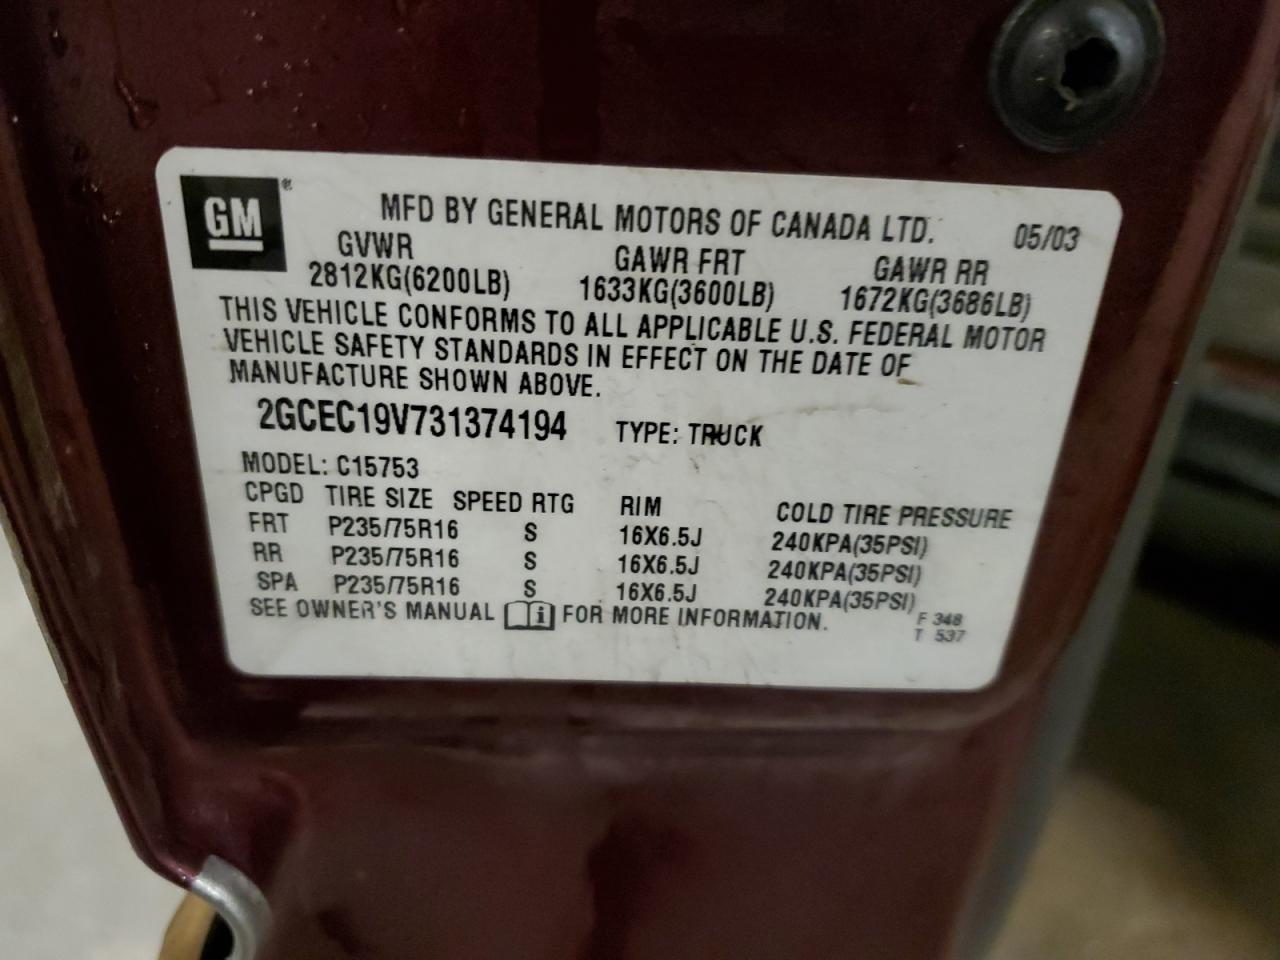 GM®
MFD BY GENERAL MOTORS OF CANADA LTD. 05/03
GVWR GAWR FRT GAWR RR
2812KG(6200LB) 1633KG(3600LB) 1672KG(3686LB)
THIS VEHICLE CONFORMS TO ALL APPLICABLE U.S. FEDERAL MOTOR
VEHICLE SAFETY STANDARDS IN EFFECT ON THE DATE OF
MANUFACTURE SHOWN ABOVE.
2GCEC19V731374194 TYPE: TRUCK
MODEL: C15753
CPGD TIRE SIZE SPEED RTG RIM COLD TIRE PRESSURE
FRT P235/75R16 S 16X6.5J 240KPA(35PSI)
RR P235/75R16 S 16X6.5J 240KPA(35PSI)
SPA P235/75R16 S 16X6.5J 240KPA(35PSI)
SEE OWNER'S MANUAL FOR MORE INFORMATION.
F 348
T 537